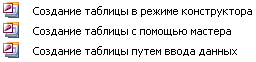 Создание таблицы в режиме конструктора
Создание таблицы с помощью мастера
Создание таблицы путем ввода данных